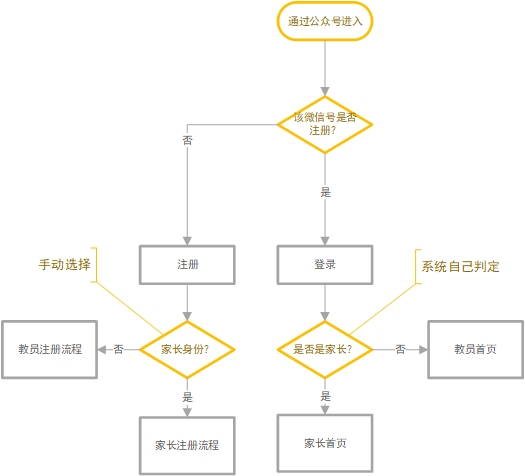 通过公众号进入
该微信号是否
注册?
否
是
注册
登录
手动选择
系统自己判定
教员注册流程
否
家长身份?
是否是家长?
否
教员首页
是
是
家长注册流程
家长首页